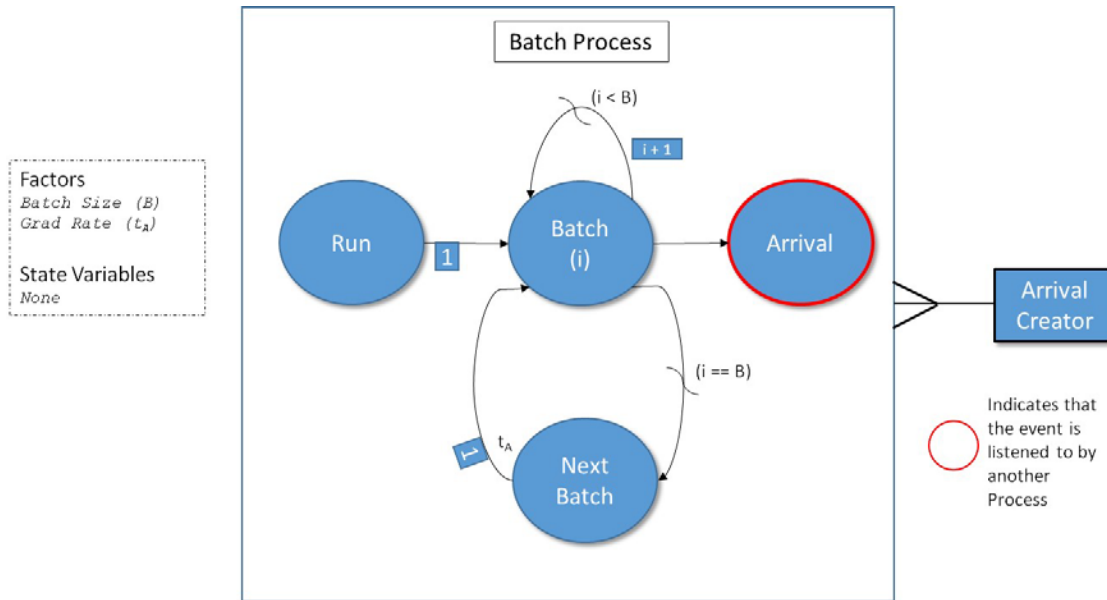 Batch Process
(i < B)
i + 1
Factors
Batch Size (B)
Grad Rate (tA)
State Variables
None
Run
1
Batch
(i)
Arrival
Arrival
Creator
(i == B)
1
tA
Next
Batch
Indicates that
the event is
listened to by
another
Process